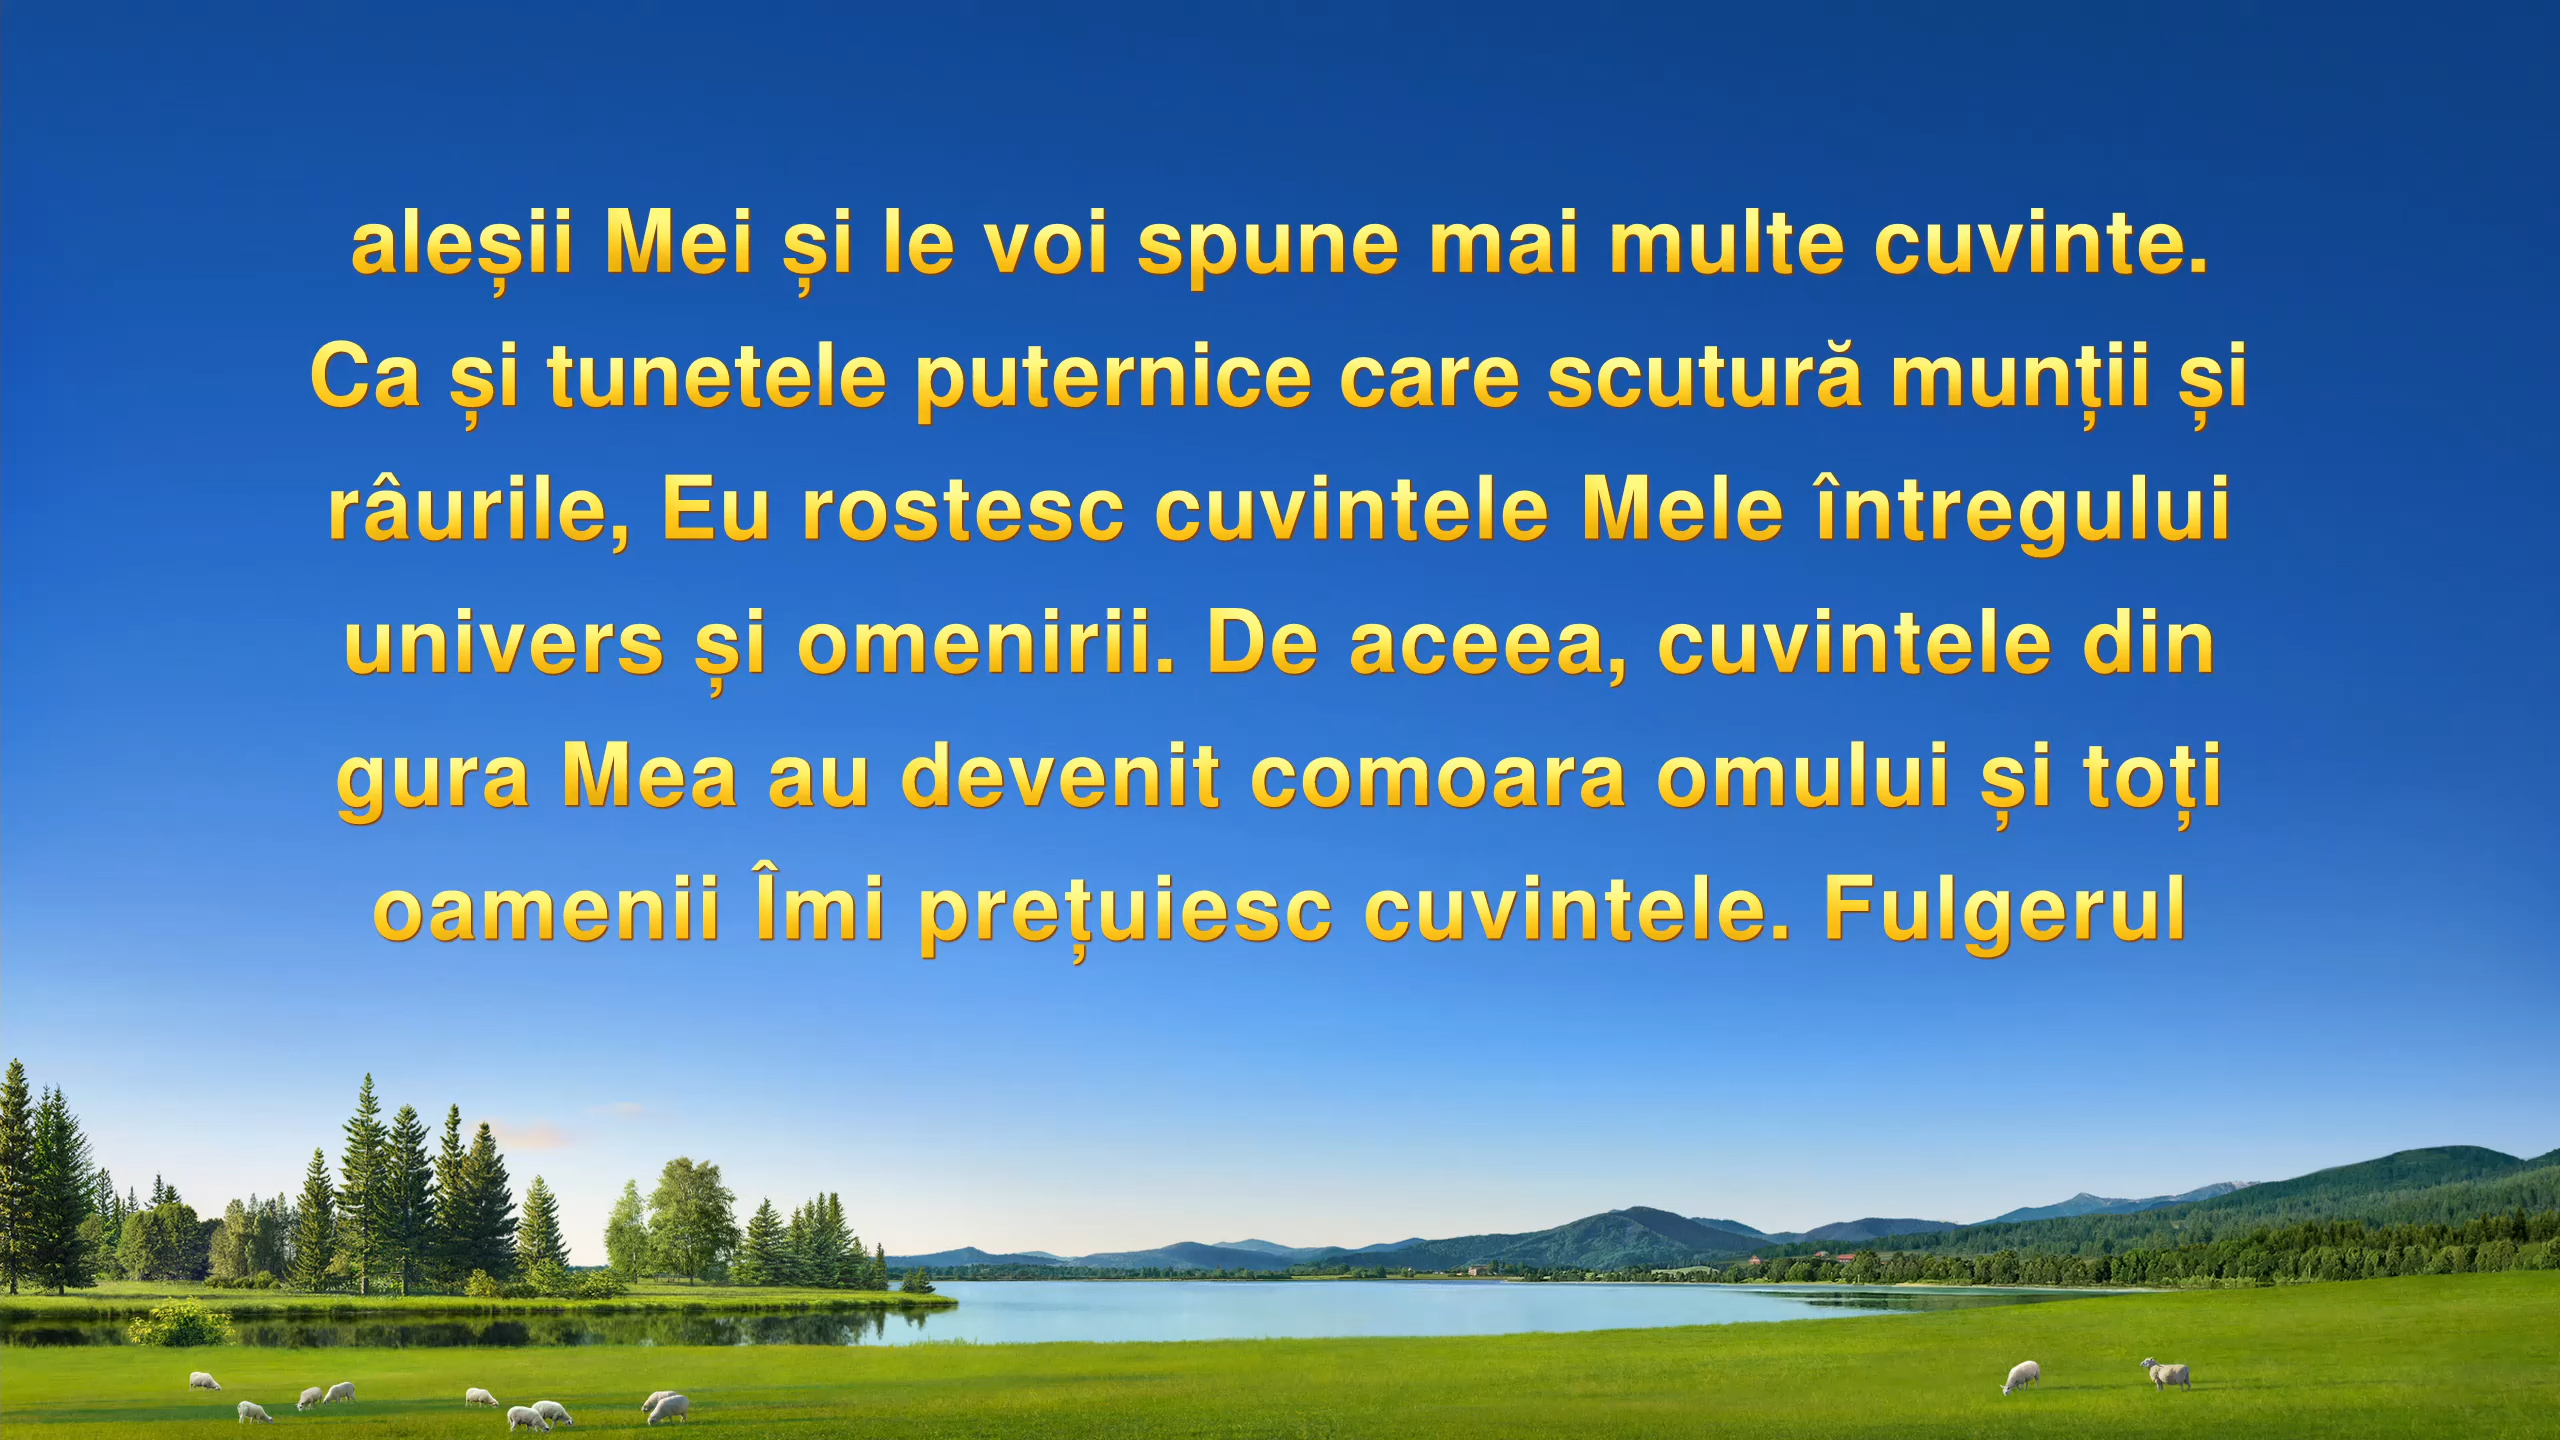 aleșii Mei și le voi spune mai multe cuvinte.
Ca și tunetele puternice care scutură munții și
râurile, Eu rostesc cuvintele Mele întregului
univers și omenirii. De aceea, cuvintele din
gura Mea au devenit comoara omului și toți
oamenii Îmi prețuiesc cuvintele. Fulgerul